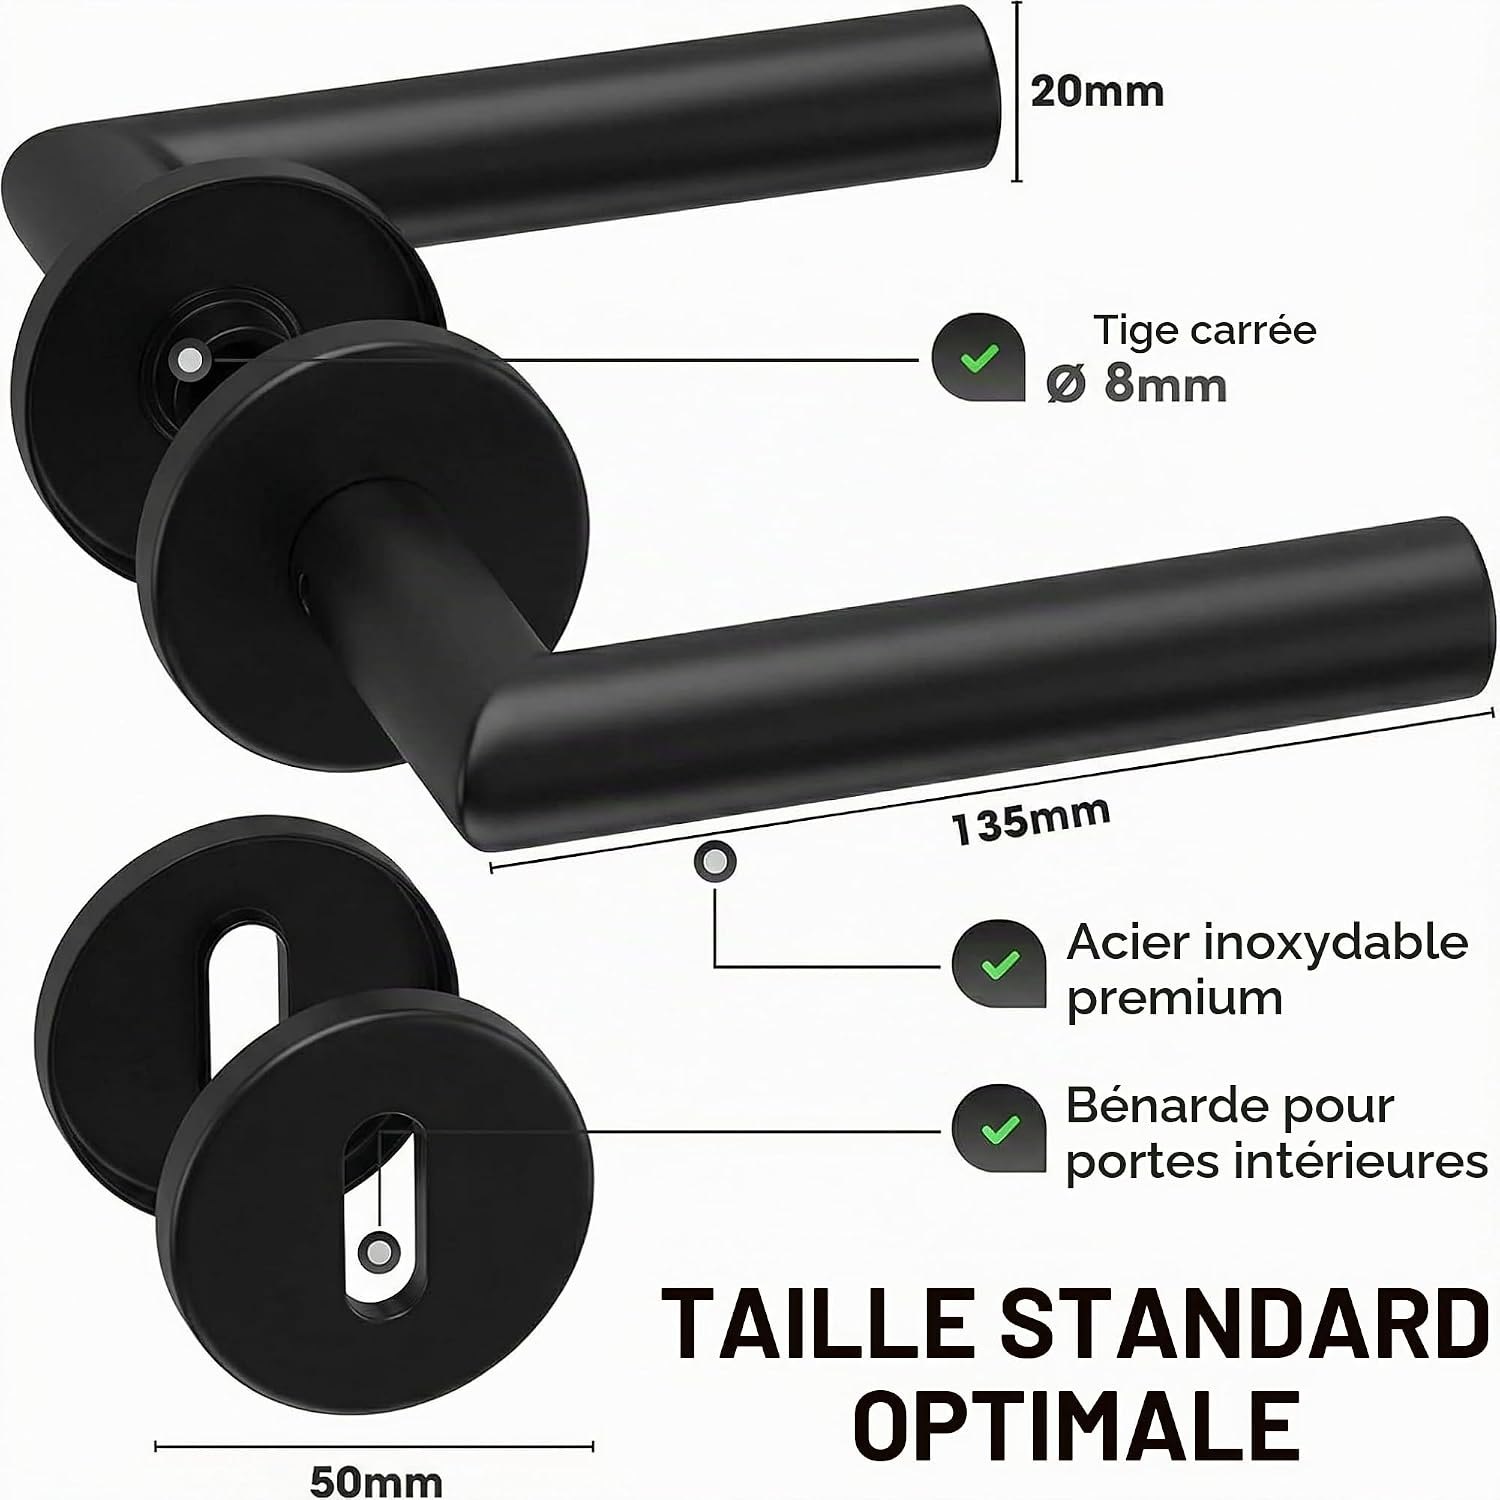 20mm
Tige carrée
Ø 8mm
135mm
Acier inoxydable
premium
Bénarde pour
portes intérieures
TAILLE STANDARD
OPTIMALE
50mm